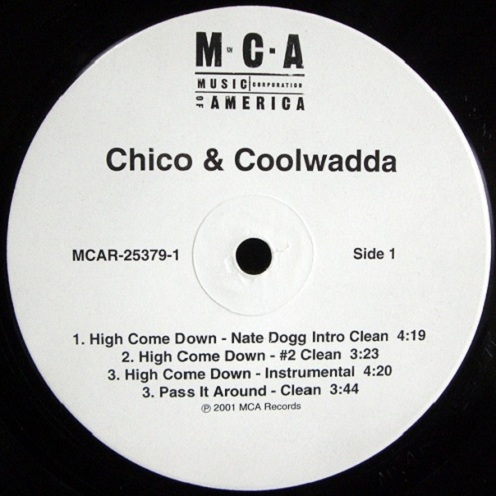 M·C·A
MUSIC CORPORATION
OF AMERICA
Chico & Coolwadda
MCAR-25379-1 Side 1
1. High Come Down - Nate Dogg Intro Clean 4:19
2. High Come Down - #2 Clean 3:23
3. High Come Down - Instrumental 4:20
3. Pass It Around - Clean 3:44
℗ 2001 MCA Records